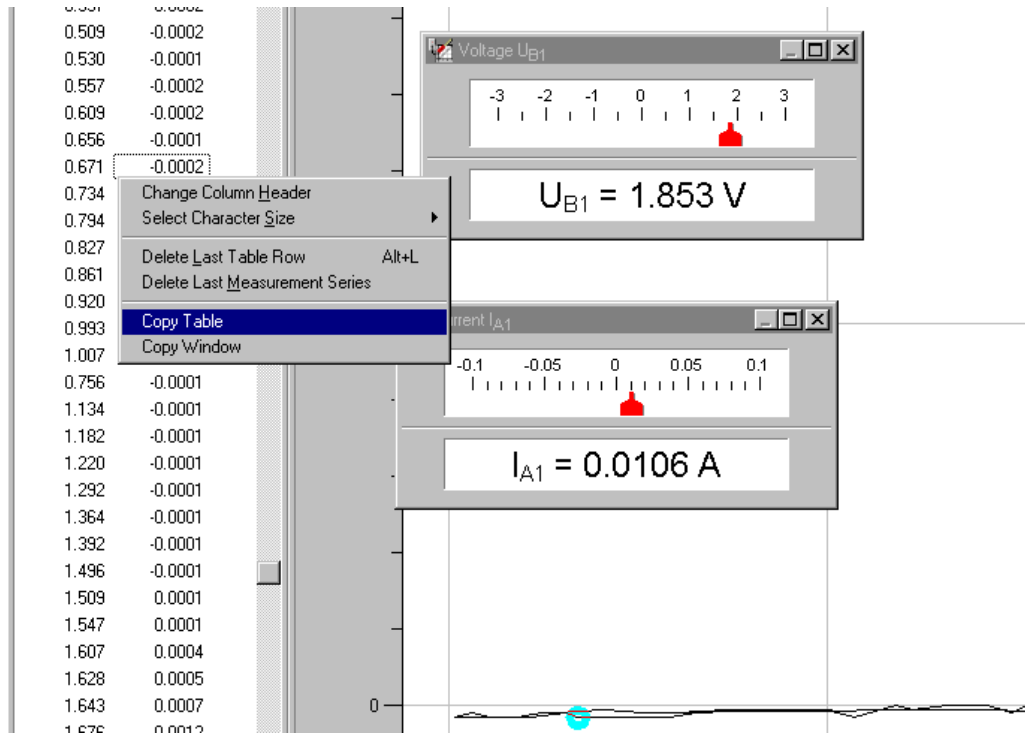 0.509 -0.0002
0.530 -0.0001
0.557 -0.0002
0.609 -0.0002
0.656 -0.0001
0.671 -0.0002
0.734
0.794
0.827
0.861
0.920
0.993
1.007
0.756 -0.0001
1.134 -0.0001
1.182 -0.0001
1.220 -0.0001
1.292 -0.0001
1.364 -0.0001
1.392 -0.0001
1.496 -0.0001
1.509 0.0001
1.547 0.0001
1.607 0.0004
1.628 0.0005
1.643 0.0007
1.676 0.0012
Change Column Header
Select Character Size
Delete Last Table Row Alt+L
Delete Last Measurement Series
Copy Table
Copy Window
Voltage UB1
-3 -2 -1 0 1 2 3
UB1 = 1.853 V
rrent IA1
-0.1 -0.05 0 0.05 0.1
IA1 = 0.0106 A
0